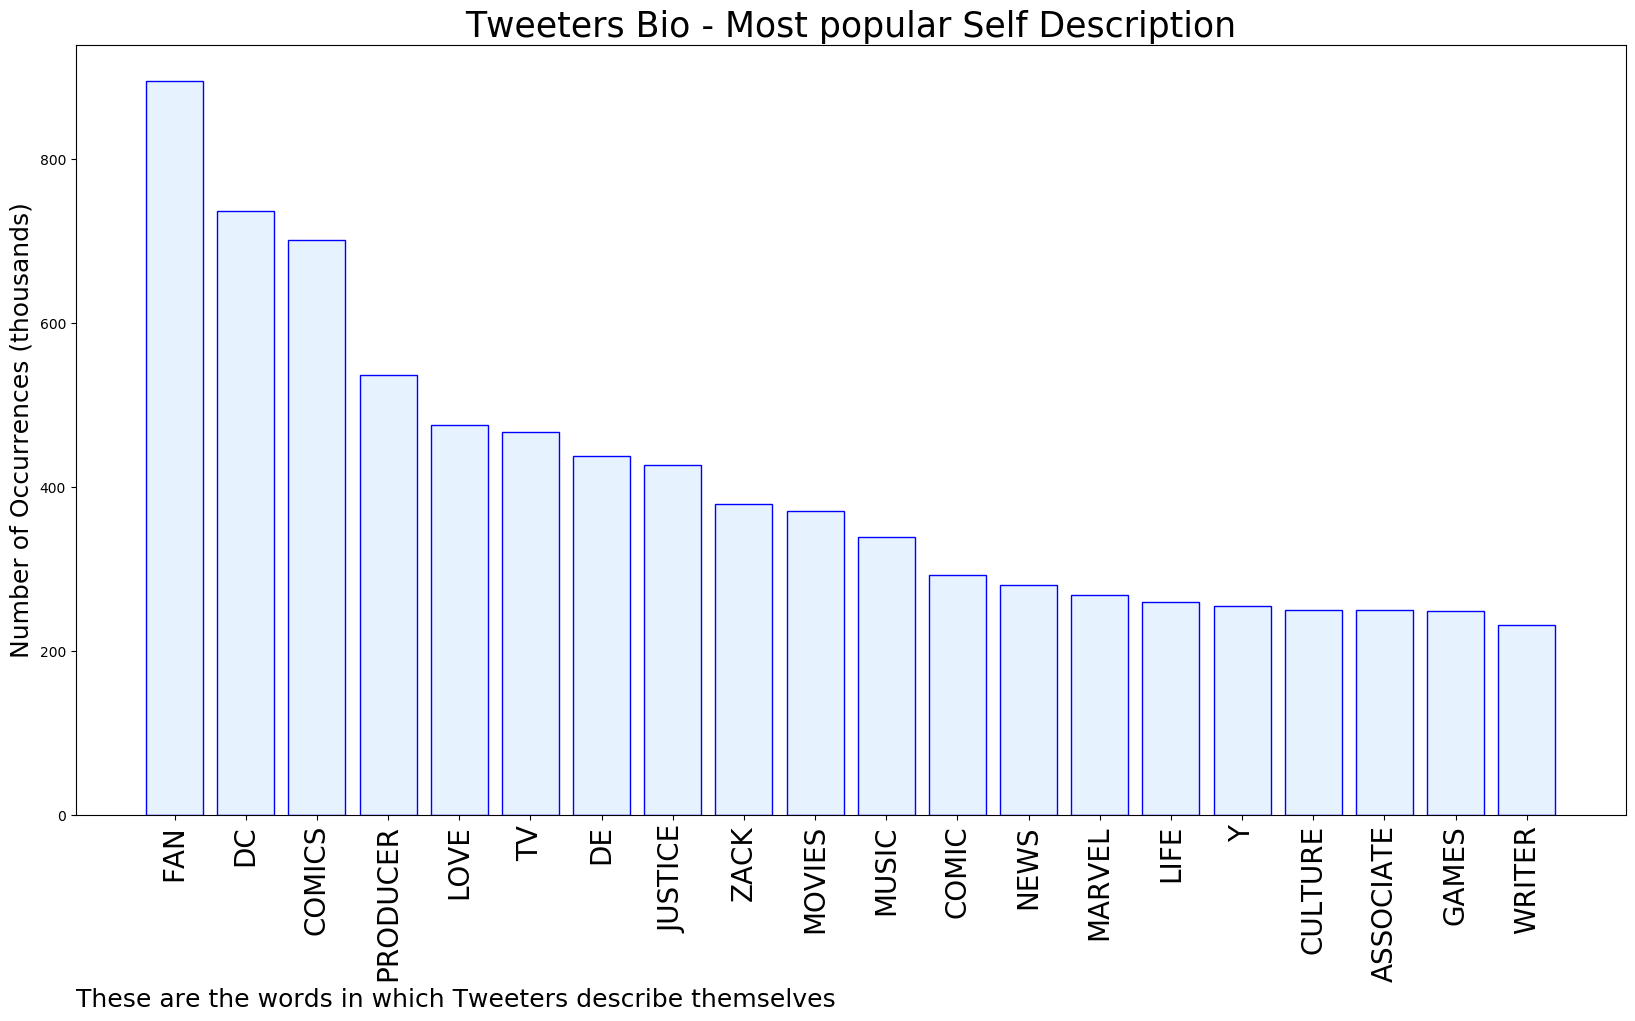 Tweeters Bio - Most popular Self Description
Number of Occurrences (thousands)
800
600
400
200
0
FAN
DC
COMICS
PRODUCER
LOVE
TV
DE
JUSTICE
ZACK
MOVIES
MUSIC
COMIC
NEWS
MARVEL
LIFE
Y
CULTURE
ASSOCIATE
GAMES
WRITER
These are the words in which Tweeters describe themselves